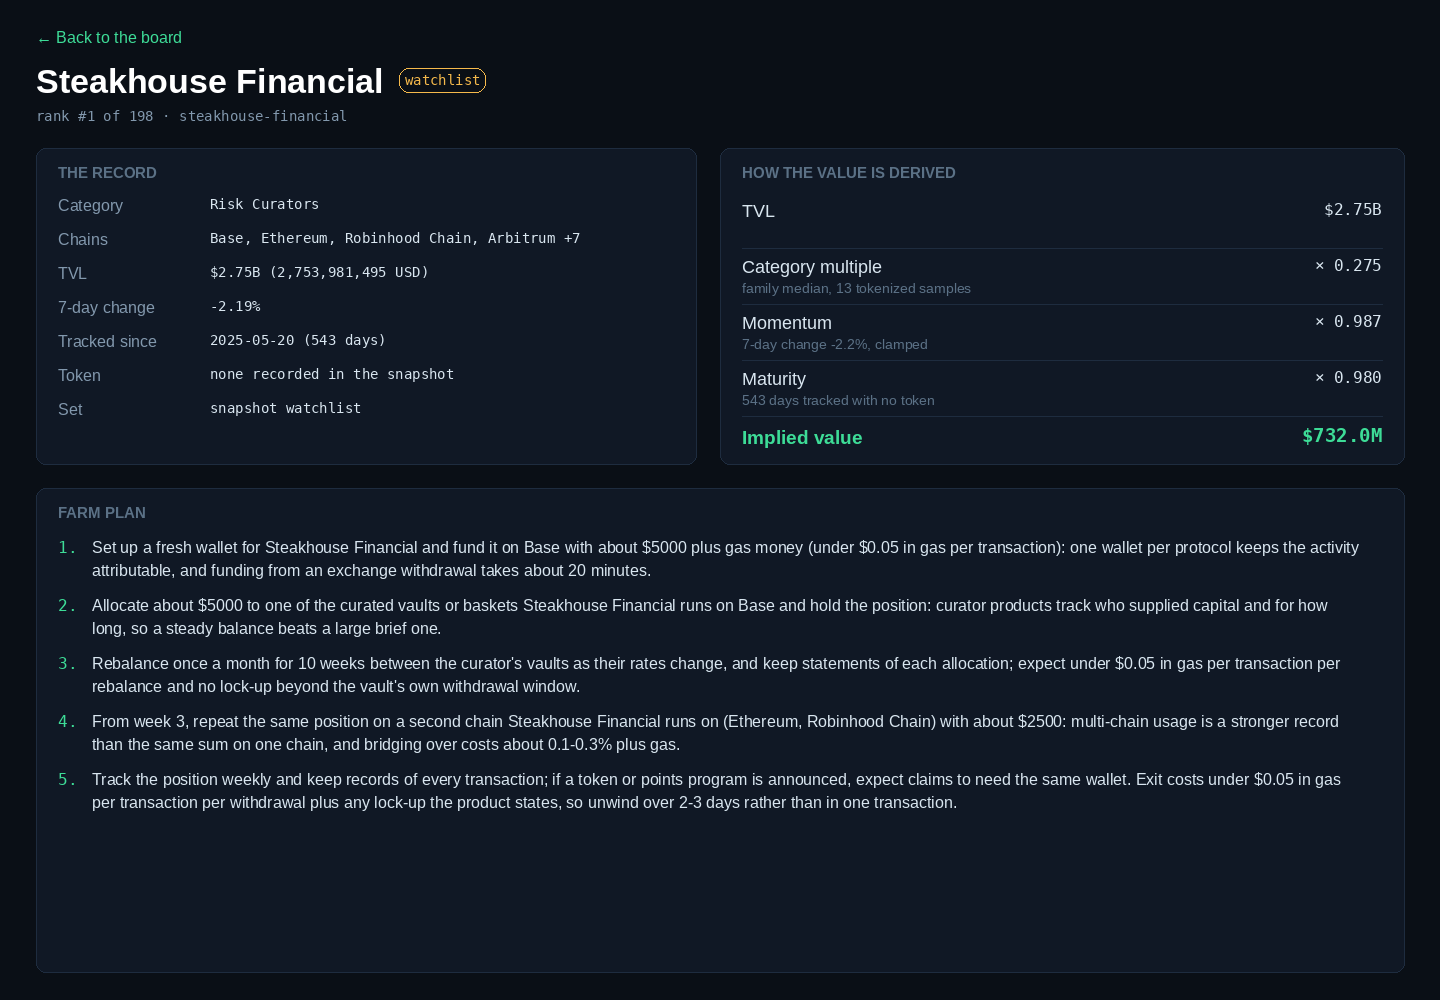 ← Back to the board
Steakhouse Financial watchlist
rank #1 of 198 · steakhouse-financial
THE RECORD
Category Risk Curators
Chains Base, Ethereum, Robinhood Chain, Arbitrum +7
TVL $2.75B (2,753,981,495 USD)
7-day change -2.19%
Tracked since 2025-05-20 (543 days)
Token none recorded in the snapshot
Set snapshot watchlist
HOW THE VALUE IS DERIVED
TVL $2.75B
Category multiple × 0.275
family median, 13 tokenized samples
Momentum × 0.987
7-day change -2.2%, clamped
Maturity × 0.980
543 days tracked with no token
Implied value $732.0M
FARM PLAN
1. Set up a fresh wallet for Steakhouse Financial and fund it on Base with about $5000 plus gas money (under $0.05 in gas per transaction): one wallet per protocol keeps the activity
attributable, and funding from an exchange withdrawal takes about 20 minutes.
2. Allocate about $5000 to one of the curated vaults or baskets Steakhouse Financial runs on Base and hold the position: curator products track who supplied capital and for how
long, so a steady balance beats a large brief one.
3. Rebalance once a month for 10 weeks between the curator's vaults as their rates change, and keep statements of each allocation; expect under $0.05 in gas per transaction per
rebalance and no lock-up beyond the vault's own withdrawal window.
4. From week 3, repeat the same position on a second chain Steakhouse Financial runs on (Ethereum, Robinhood Chain) with about $2500: multi-chain usage is a stronger record
than the same sum on one chain, and bridging over costs about 0.1-0.3% plus gas.
5. Track the position weekly and keep records of every transaction; if a token or points program is announced, expect claims to need the same wallet. Exit costs under $0.05 in gas
per transaction per withdrawal plus any lock-up the product states, so unwind over 2-3 days rather than in one transaction.